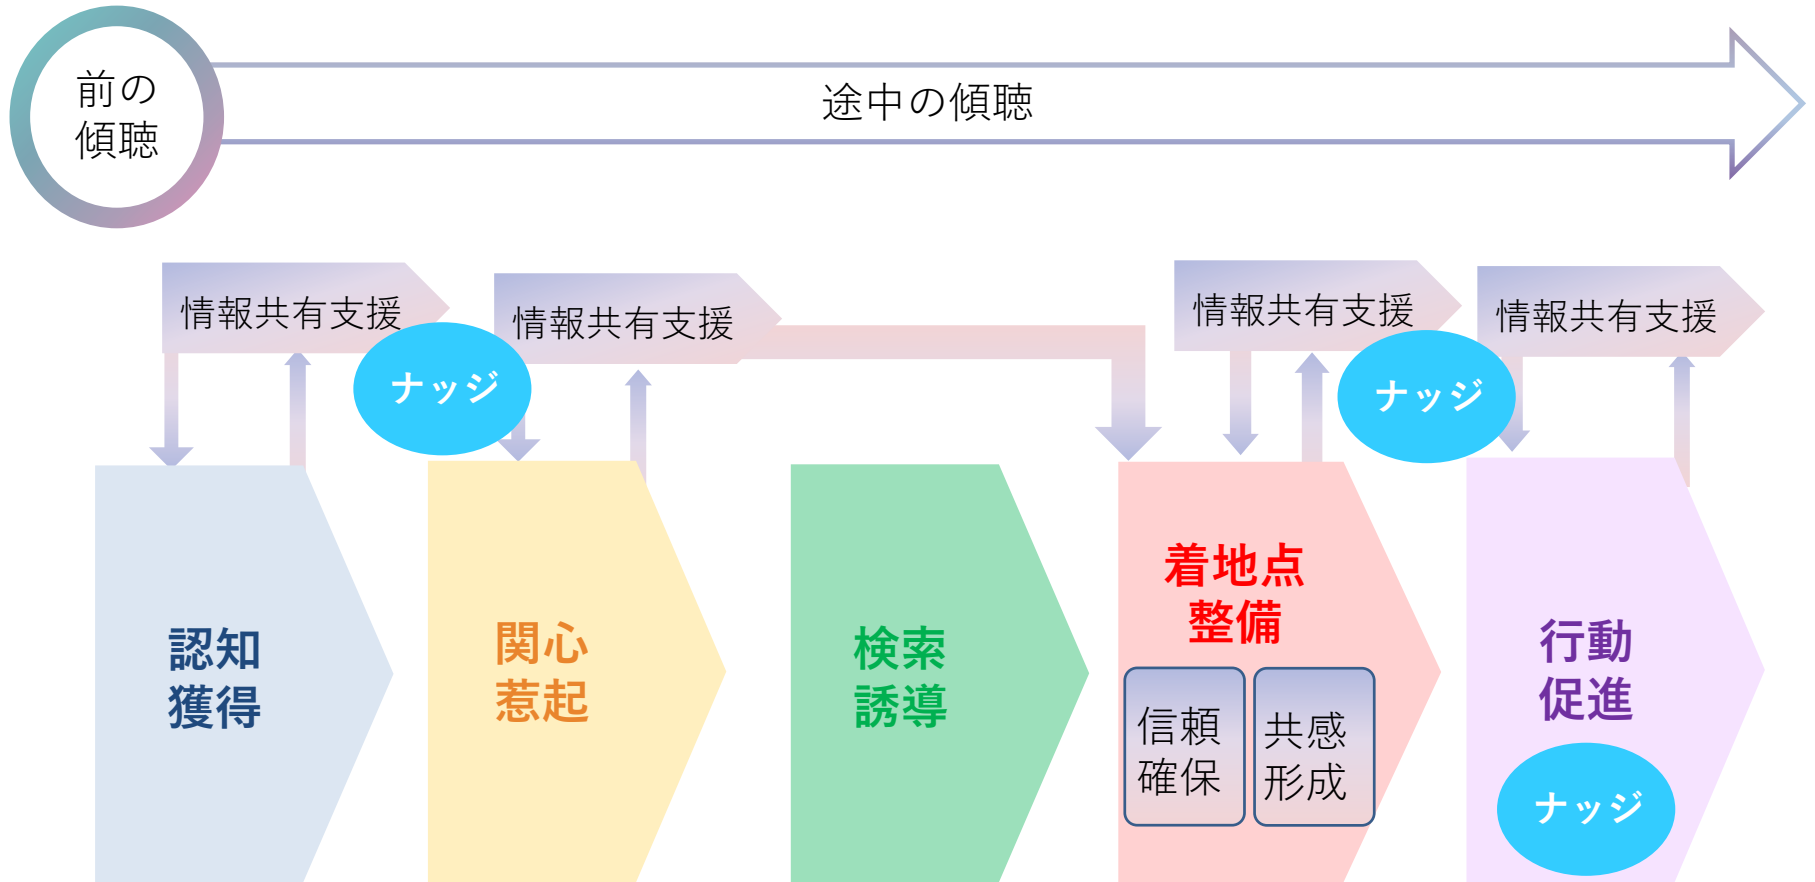 前の
傾聴
途中の傾聴
情報共有支援
情報共有支援
情報共有支援
情報共有支援
ナッジ
ナッジ
認知
獲得
関心
惹起
検索
誘導
着地点
整備
信頼
確保
共感
形成
行動
促進
ナッジ